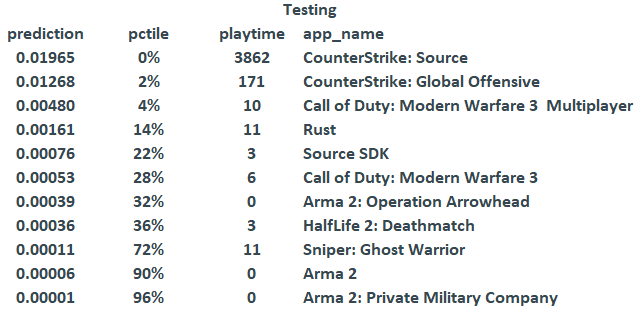 Testing
prediction pctile playtime app_name
0.01965 0% 3862 CounterStrike: Source
0.01268 2% 171 CounterStrike: Global Offensive
0.00480 4% 10 Call of Duty: Modern Warfare 3  Multiplayer
0.00161 14% 11 Rust
0.00076 22% 3 Source SDK
0.00053 28% 6 Call of Duty: Modern Warfare 3
0.00039 32% 0 Arma 2: Operation Arrowhead
0.00036 36% 3 HalfLife 2: Deathmatch
0.00011 72% 11 Sniper: Ghost Warrior
0.00006 90% 0 Arma 2
0.00001 96% 0 Arma 2: Private Military Company